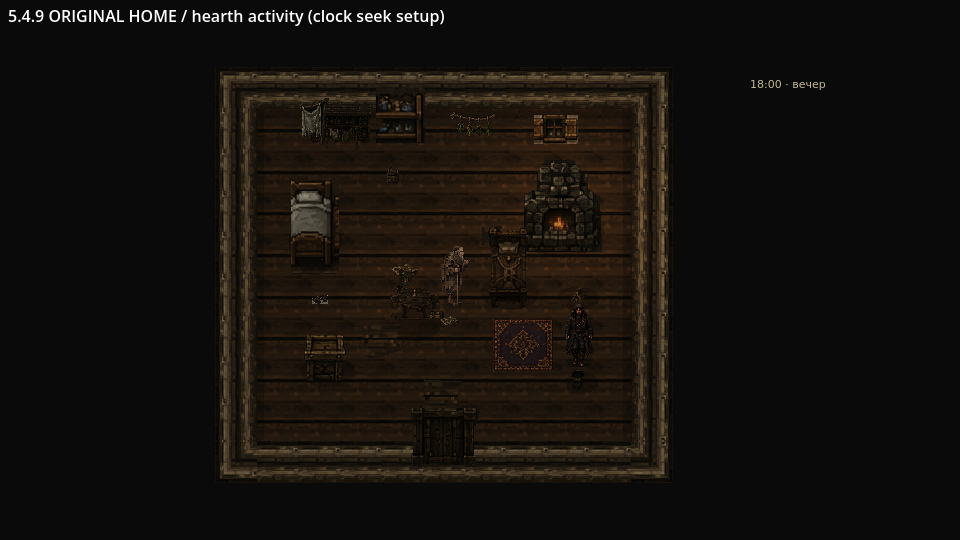 5.4.9 ORIGINAL HOME / hearth activity (clock seek setup)
18:00 · вечер